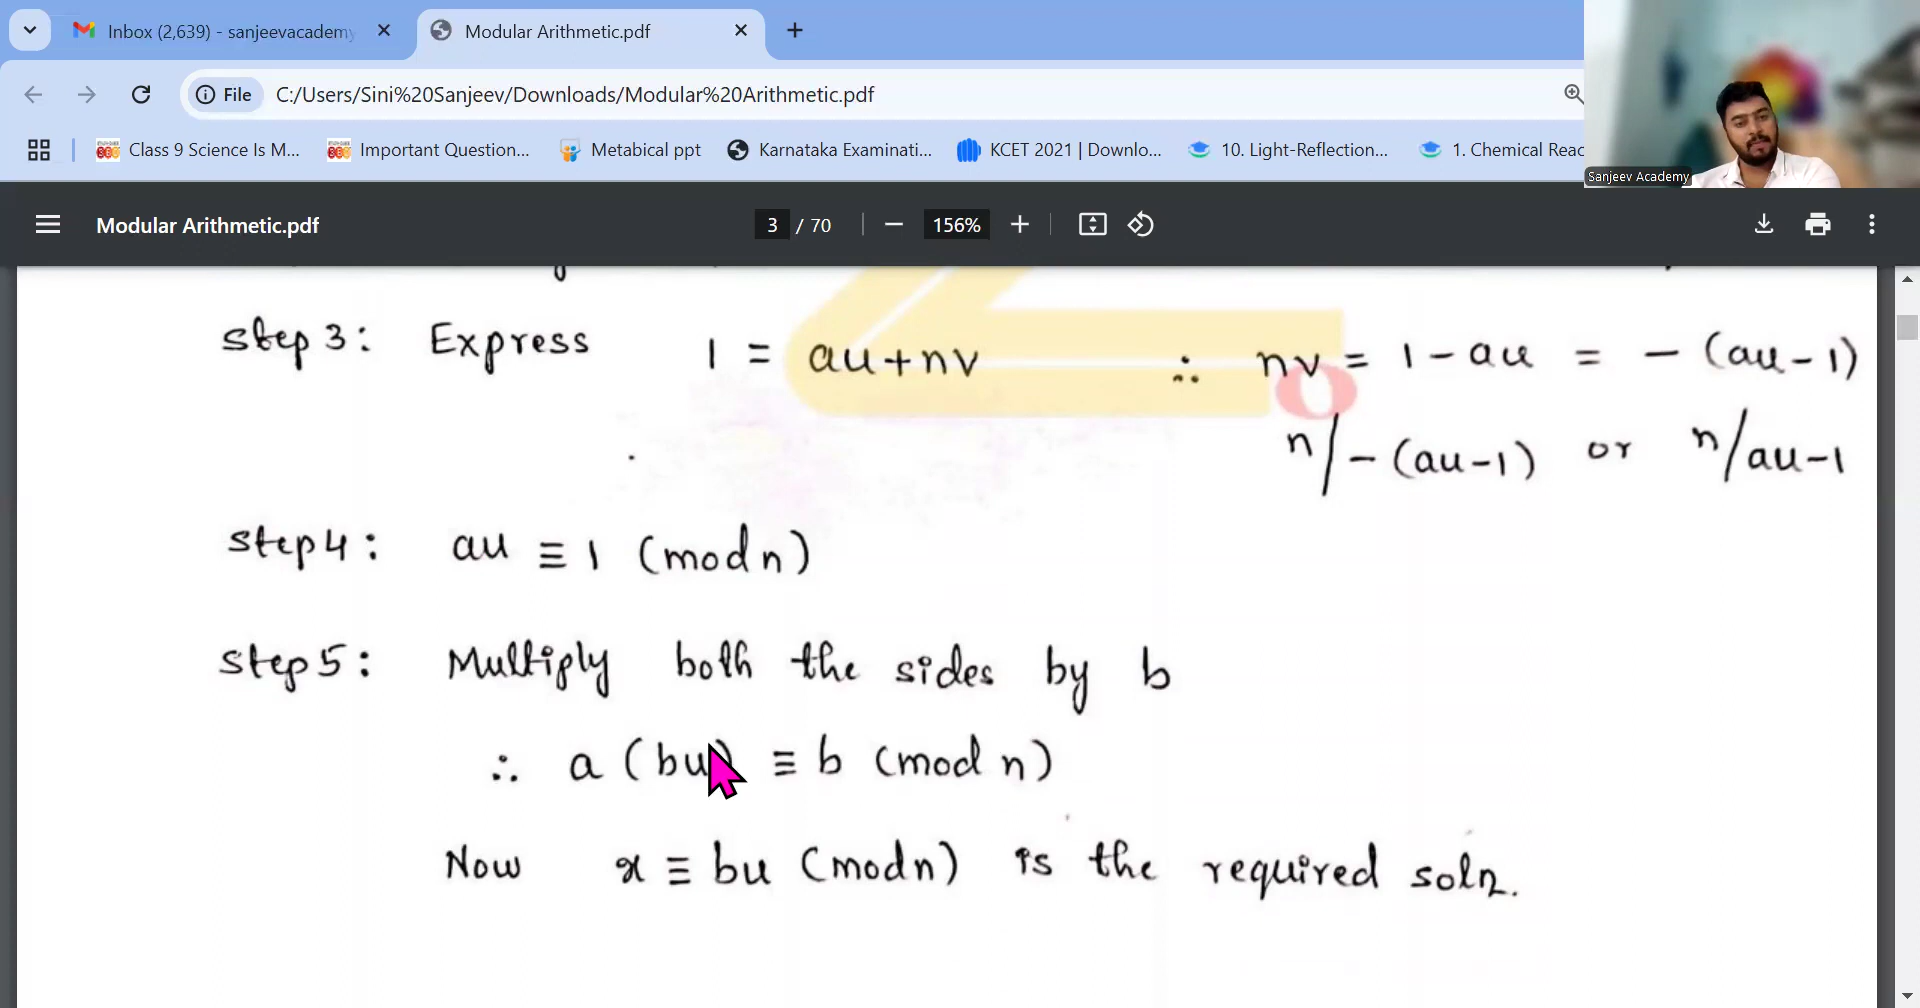 Inbox (2,639) - sanjeevacademy
Modular Arithmetic.pdf
File C:/Users/Sini%20Sanjeev/Downloads/Modular%20Arithmetic.pdf
Class 9 Science Is M...
Important Question...
Metabical ppt
Karnataka Examinati...
KCET 2021 | Downlo...
10. Light-Reflection...
1. Chemical Reac
Sanjeev Academy
Modular Arithmetic.pdf
3 / 70
156%
step 3: Express 1 = au+nv ∴ nv = 1 - au = - (au-1)
n/-(au-1) or n/au-1
step 4: au ≡ 1 (mod n)
step 5: Multiply both the sides by b
∴ a (bu) ≡ b (mod n)
Now x ≡ bu (mod n) is the required soln.